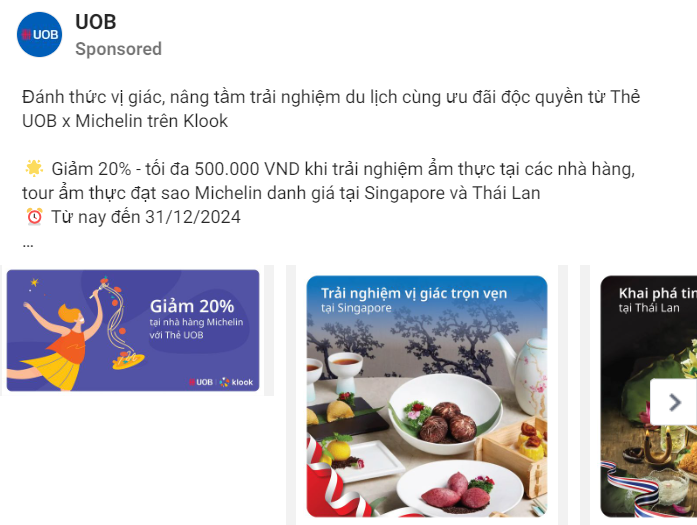 UOB
UOB
Sponsored
Đánh thức vị giác, nâng tầm trải nghiệm du lịch cùng ưu đãi độc quyền từ Thẻ
UOB x Michelin trên Klook
🌟 Giảm 20% - tối đa 500.000 VND khi trải nghiệm ẩm thực tại các nhà hàng,
tour ẩm thực đạt sao Michelin danh giá tại Singapore và Thái Lan
⏰ Từ nay đến 31/12/2024
...
Giảm 20%
tại nhà hàng Michelin
với Thẻ UOB
UOB klook
Trải nghiệm vị giác trọn vẹn
tại Singapore
Khai phá tin
tại Thái Lan